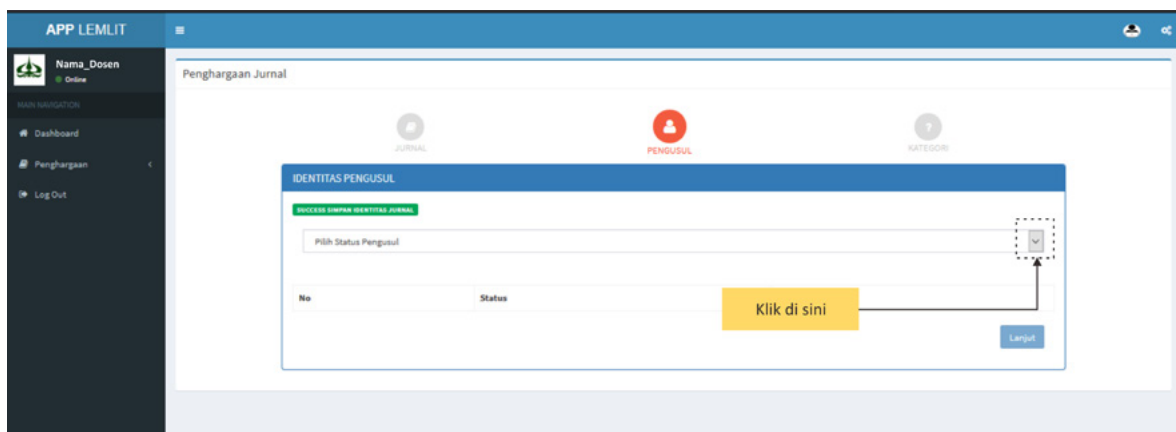 APP LEMLIT
Nama_Dosen
Online
MAIN NAVIGATION
Dashboard
Penghargaan
Log Out
Penghargaan Jurnal
JURNAL
PENGUSUL
?
KATEGORI
IDENTITAS PENGUSUL
SUCCESS SIMPAN IDENTITAS JURNAL
Pilih Status Pengusul
No Status
Klik di sini
Lanjut